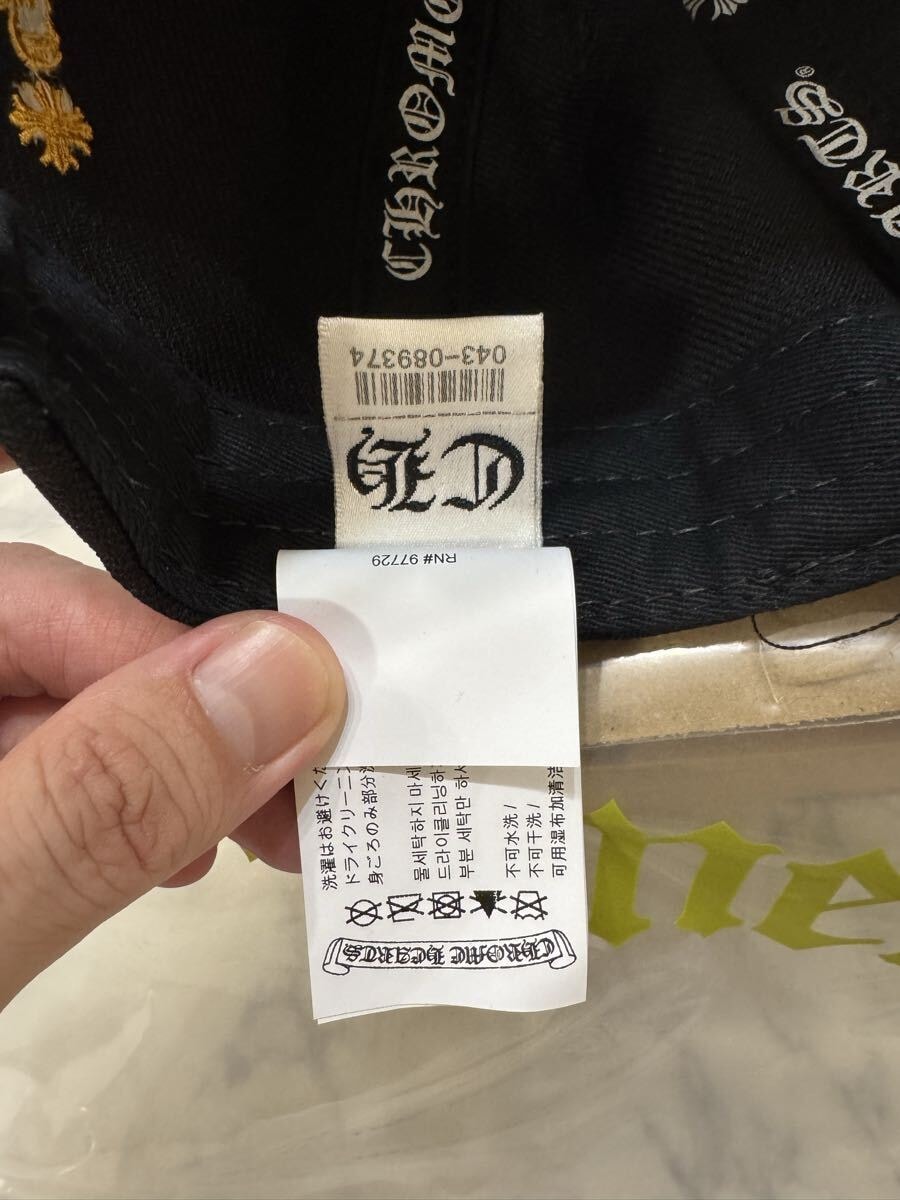 CHROME
ARTS®
043-089374
CH
RN# 97729
洗濯はお避けくだ
ドライクリーニン
身ごろのみ部分
물세탁하지 마세
드라이클리닝하
부분 세탁만 하
不可水洗 /
不可干洗 /
可用湿布加清洁
CHROME HEARTS